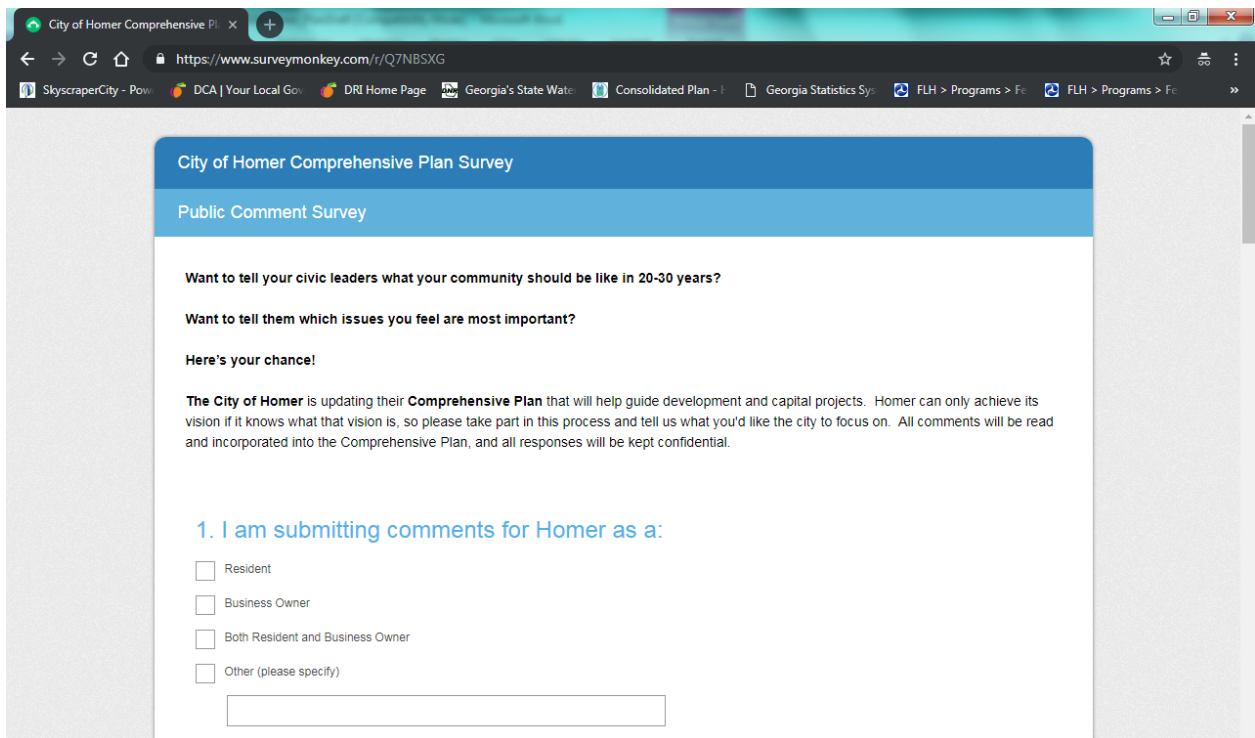 City of Homer Comprehensive Pl
https://www.surveymonkey.com/r/Q7NBSXG
SkyscraperCity - Pow DCA | Your Local Gov DRI Home Page Georgia's State Wate Consolidated Plan - Georgia Statistics Sys FLH > Programs > Fe FLH > Programs > Fe »
City of Homer Comprehensive Plan Survey
Public Comment Survey
Want to tell your civic leaders what your community should be like in 20-30 years?
Want to tell them which issues you feel are most important?
Here's your chance!
The City of Homer is updating their Comprehensive Plan that will help guide development and capital projects. Homer can only achieve its
vision if it knows what that vision is, so please take part in this process and tell us what you'd like the city to focus on. All comments will be read
and incorporated into the Comprehensive Plan, and all responses will be kept confidential.
1. I am submitting comments for Homer as a:
Resident
Business Owner
Both Resident and Business Owner
Other (please specify)